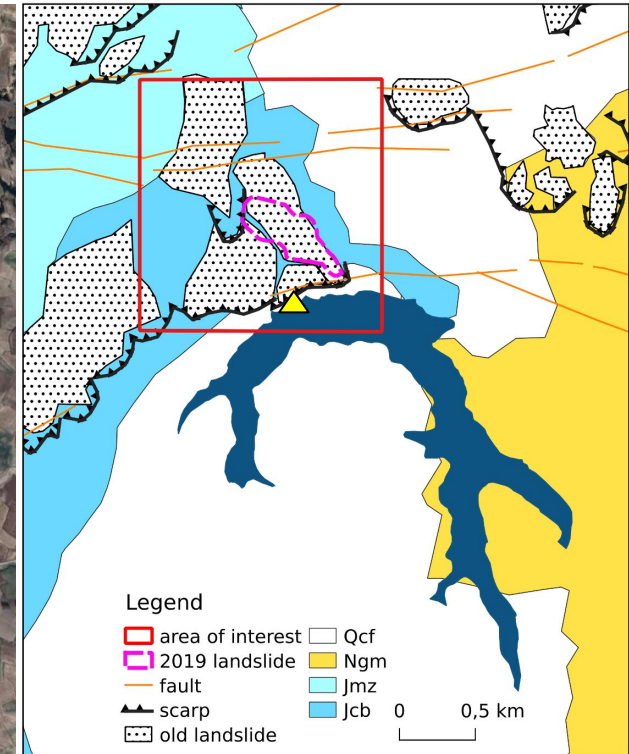 Legend
area of interest
2019 landslide
fault
scarp
old landslide
Qcf
Ngm
Jmz
Jcb
0 0,5 km